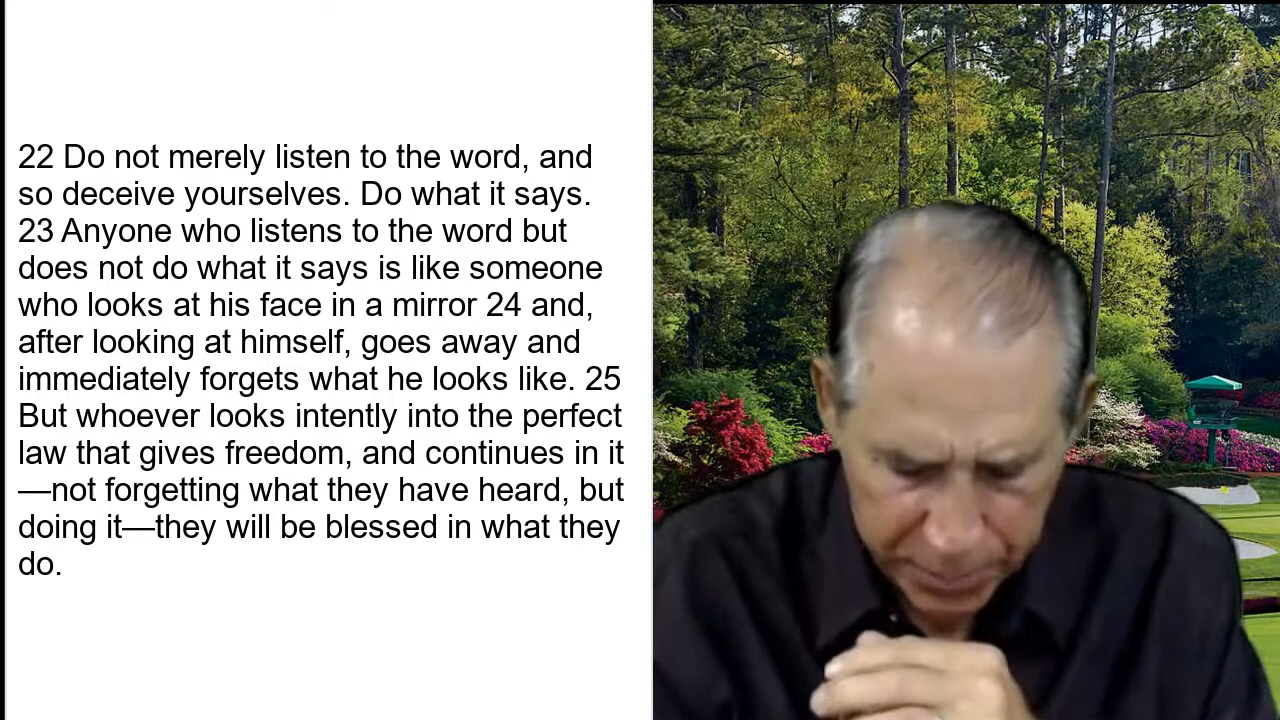 22 Do not merely listen to the word, and
so deceive yourselves. Do what it says.
23 Anyone who listens to the word but
does not do what it says is like someone
who looks at his face in a mirror 24 and,
after looking at himself, goes away and
immediately forgets what he looks like. 25
But whoever looks intently into the perfect
law that gives freedom, and continues in it
—not forgetting what they have heard, but
doing it—they will be blessed in what they
do.